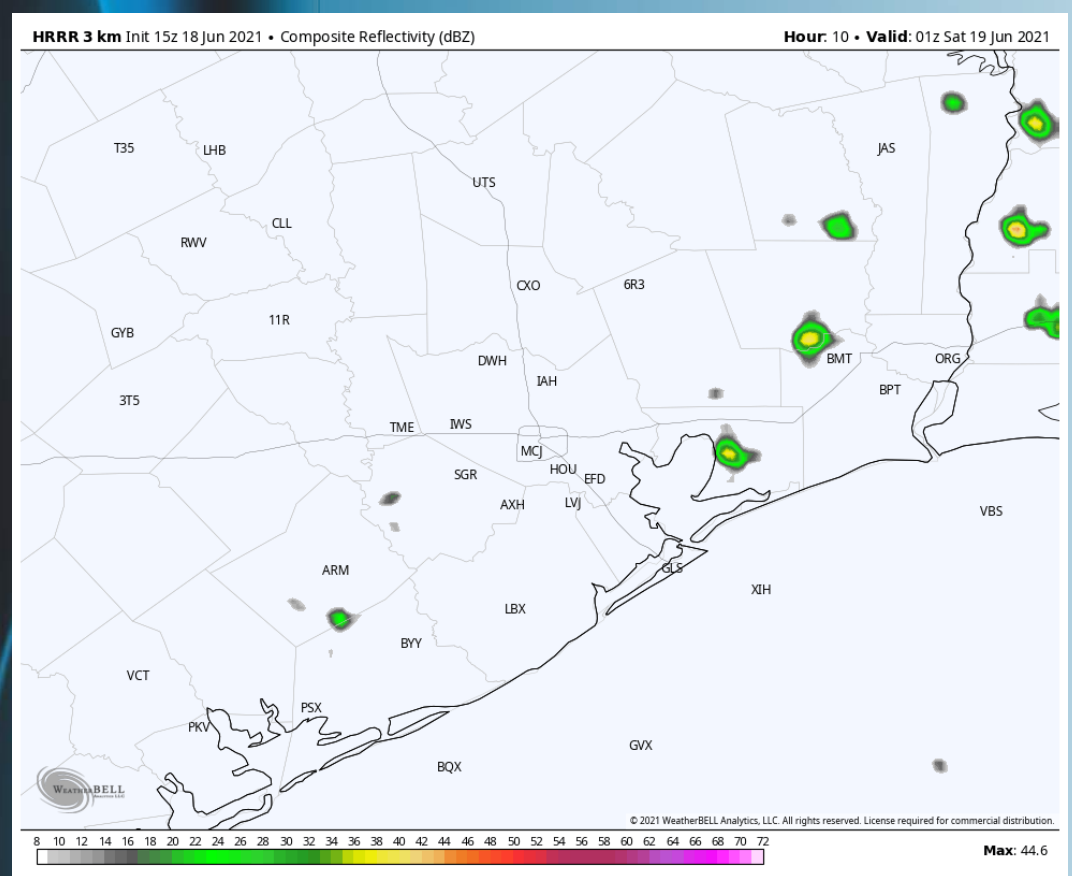 HRRR 3 km Init 15z 18 Jun 2021 • Composite Reflectivity (dBZ)
Hour: 10 • Valid: 01z Sat 19 Jun 2021
T35
LHB
JAS
UTS
CLL
RWV
CXO
6R3
11R
GYB
DWH
BMT
ORG
IAH
BPT
3T5
TME
IWS
MCJ
HOU
SGR
EFD
AXH
LVJ
VBS
ARM
GLS
XIH
LBX
BYY
VCT
PSX
PKV
GVX
BQX
WEATHERBELL
Analytics LLC
© 2021 WeatherBELL Analytics, LLC. All rights reserved. License required for commercial distribution.
8 10 12 14 16 18 20 22 24 26 28 30 32 34 36 38 40 42 44 46 48 50 52 54 56 58 60 62 64 66 68 70 72
Max: 44.6